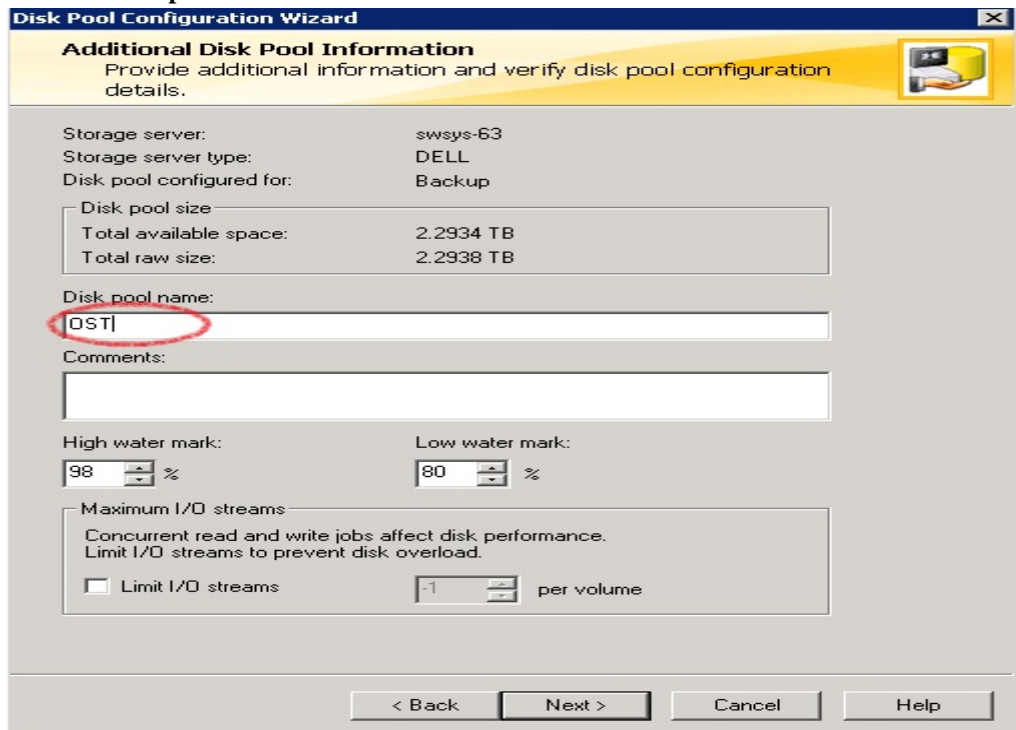 Disk Pool Configuration Wizard
Additional Disk Pool Information
Provide additional information and verify disk pool configuration
details.
Storage server: swsys-63
Storage server type: DELL
Disk pool configured for: Backup
Disk pool size
Total available space: 2.2934 TB
Total raw size: 2.2938 TB
Disk pool name:
OST
Comments:
High water mark: Low water mark:
98 % 80 %
Maximum I/O streams
Concurrent read and write jobs affect disk performance.
Limit I/O streams to prevent disk overload.
Limit I/O streams -1 per volume
< Back Next > Cancel Help